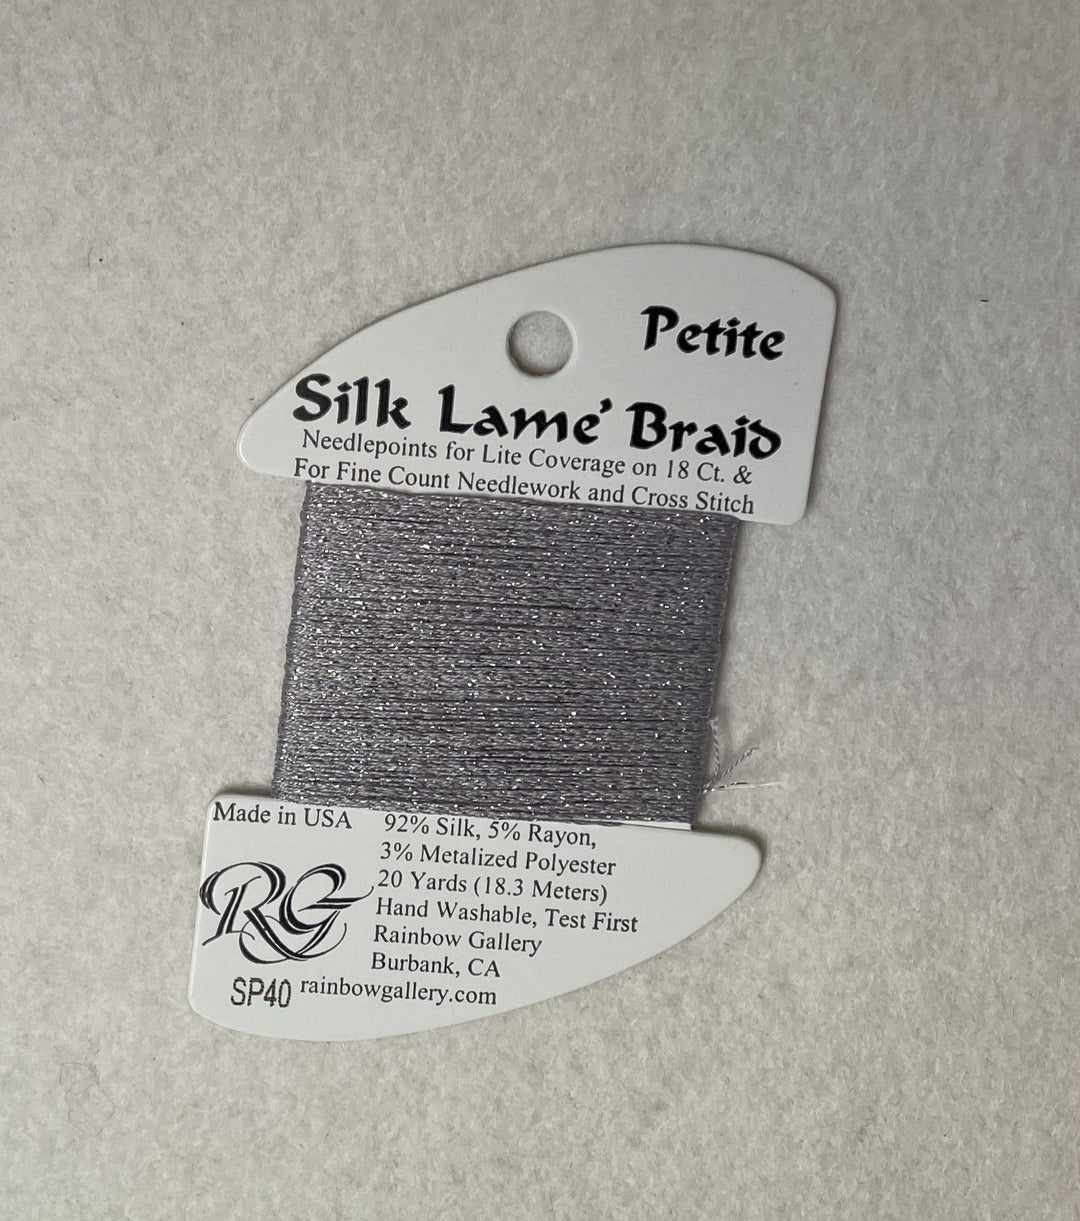 Petite
Silk Lame' Braid
Needlepoints for Lite Coverage on 18 Ct. &
For Fine Count Needlework and Cross Stitch
Made in USA
92% Silk, 5% Rayon,
3% Metalized Polyester
20 Yards (18.3 Meters)
Hand Washable, Test First
Rainbow Gallery
Burbank, CA
rainbowgallery.com
RG
SP40